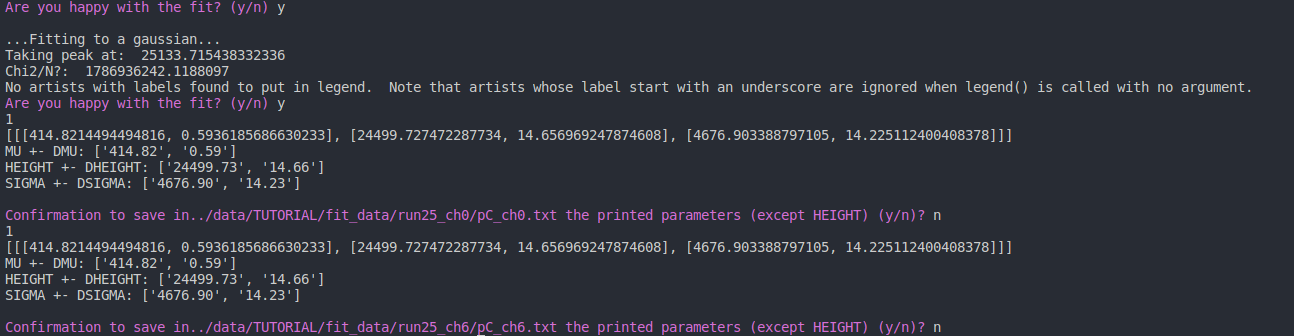 Are you happy with the fit? (y/n) y
...Fitting to a gaussian...
Taking peak at:  25133.715438332336
Chi2/N?:  1786936242.1188097
No artists with labels found to put in legend.  Note that artists whose label start with an underscore are ignored when legend() is called with no argument.
Are you happy with the fit? (y/n) y
1
[[[414.8214494494816, 0.5936185686630233], [24499.727472287734, 14.656969247874608], [4676.903388797105, 14.225112400408378]]]
MU +- DMU: ['414.82', '0.59']
HEIGHT +- DHEIGHT: ['24499.73', '14.66']
SIGMA +- DSIGMA: ['4676.90', '14.23']
Confirmation to save in../data/TUTORIAL/fit_data/run25_ch0/pC_ch0.txt the printed parameters (except HEIGHT) (y/n)? n
1
[[[414.8214494494816, 0.5936185686630233], [24499.727472287734, 14.656969247874608], [4676.903388797105, 14.225112400408378]]]
MU +- DMU: ['414.82', '0.59']
HEIGHT +- DHEIGHT: ['24499.73', '14.66']
SIGMA +- DSIGMA: ['4676.90', '14.23']
Confirmation to save in../data/TUTORIAL/fit_data/run25_ch6/pC_ch6.txt the printed parameters (except HEIGHT) (y/n)? n